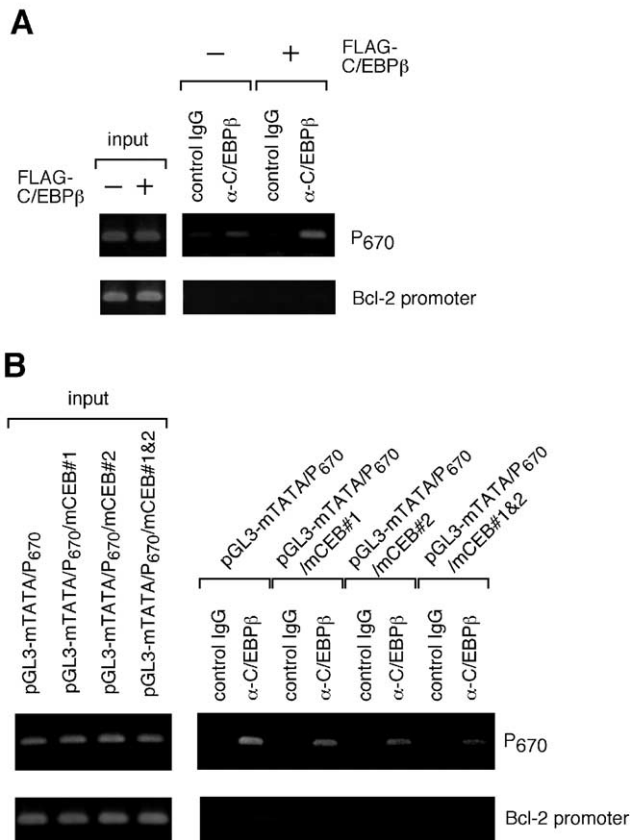 A
− + FLAG-
C/EBPβ
input
control IgG
α-C/EBPβ
control IgG
α-C/EBPβ
FLAG-
C/EBPβ
− +
P670
Bcl-2 promoter
B
input
pGL3-mTATA/P670
pGL3-mTATA/P670/mCEB#1
pGL3-mTATA/P670/mCEB#2
pGL3-mTATA/P670/mCEB#1&2
pGL3-mTATA/P670
pGL3-mTATA/P670
/mCEB#1
pGL3-mTATA/P670
/mCEB#2
pGL3-mTATA/P670
/mCEB#1&2
control IgG
α-C/EBPβ
control IgG
α-C/EBPβ
control IgG
α-C/EBPβ
control IgG
α-C/EBPβ
P670
Bcl-2 promoter